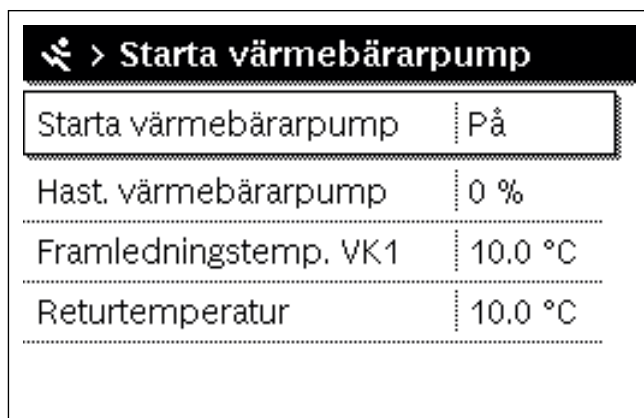 > Starta värmebärarpump
Starta värmebärarpump På
Hast. värmebärarpump 0 %
Framledningstemp. VK1 10.0 °C
Returtemperatur 10.0 °C